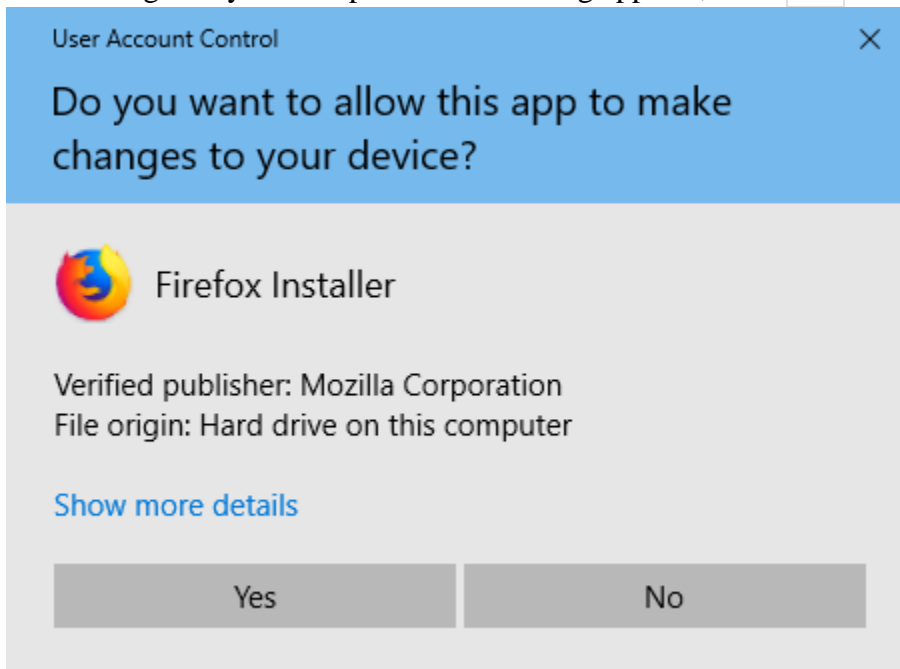 User Account Control
Do you want to allow this app to make
changes to your device?
Firefox Installer
Verified publisher: Mozilla Corporation
File origin: Hard drive on this computer
Show more details
Yes
No